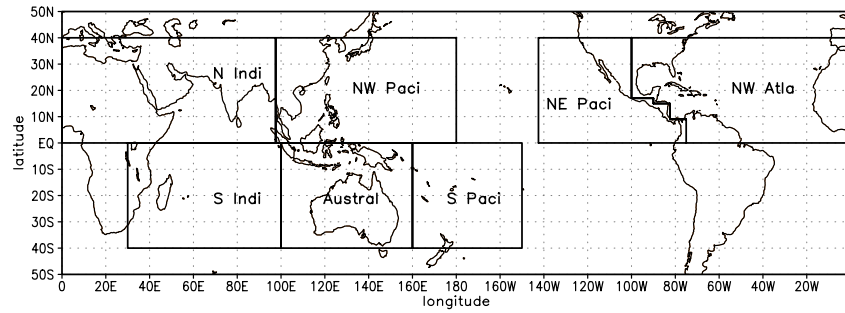 50N
40N
30N
20N
10N
EQ
10S
20S
30S
40S
50S
latitude
N Indi
NW Paci
NE Paci
NW Atla
S Indi
Austral
S Paci
0 20E 40E 60E 80E 100E 120E 140E 160E 180 160W 140W 120W 100W 80W 60W 40W 20W
longitude